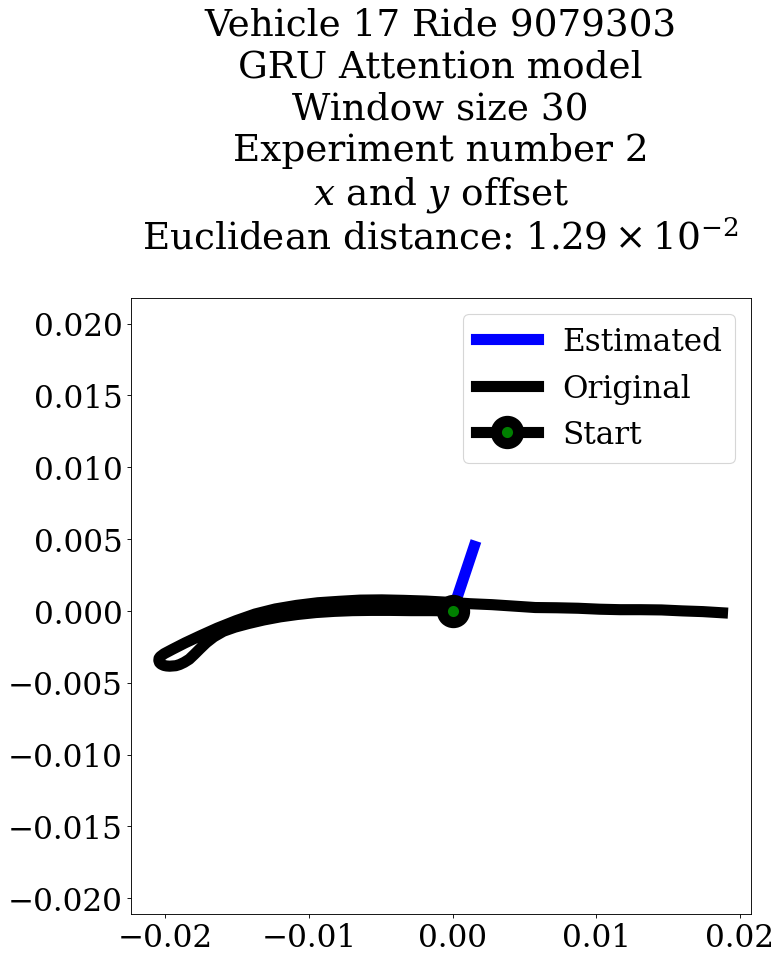 Vehicle 17 Ride 9079303
GRU Attention model
Window size 30
Experiment number 2
x and y offset
Euclidean distance: 1.29 × 10⁻²
Estimated
Original
Start
0.020
0.015
0.010
0.005
0.000
−0.005
−0.010
−0.015
−0.020
−0.02 −0.01 0.00 0.01 0.02